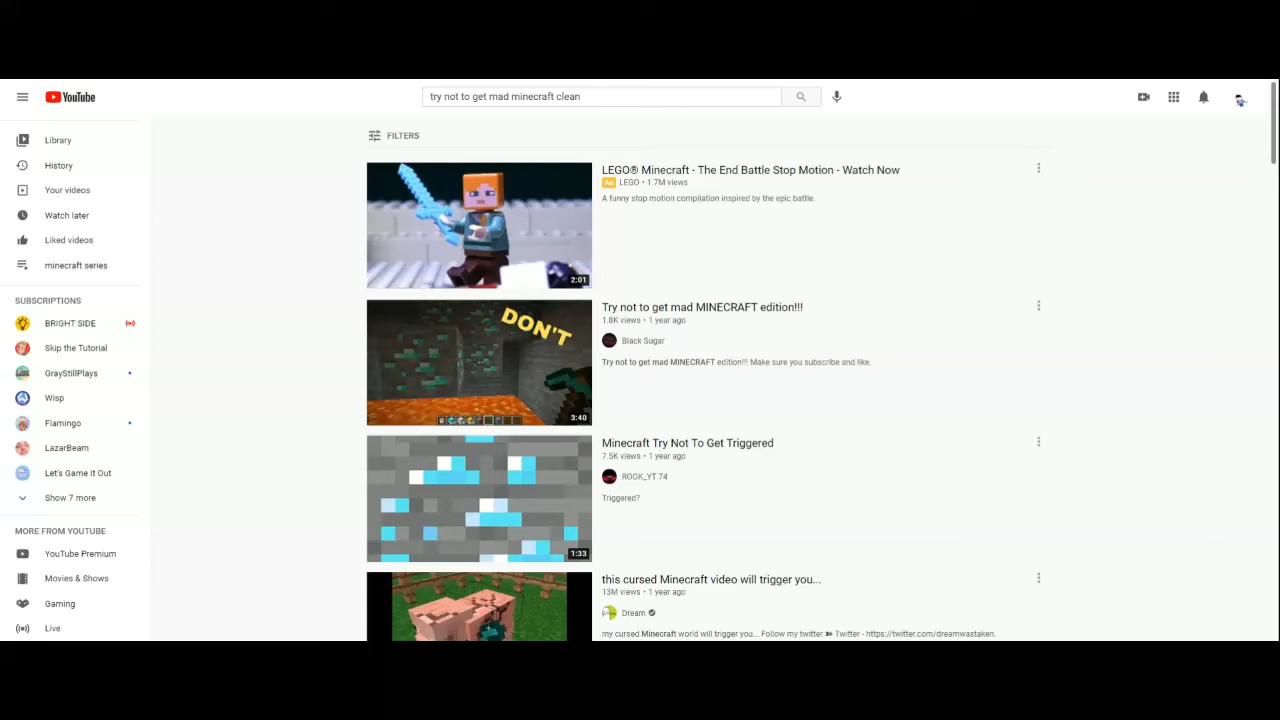 YouTube
try not to get mad minecraft clean
Library
History
Your videos
Watch later
Liked videos
minecraft series
SUBSCRIPTIONS
BRIGHT SIDE
Skip the Tutorial
GrayStillPlays
Wisp
Flamingo
LazarBeam
Let's Game it Out
Show 7 more
MORE FROM YOUTUBE
YouTube Premium
Movies & Shows
Gaming
Live
FILTERS
2:01
LEGO® Minecraft - The End Battle Stop Motion - Watch Now
Ad LEGO • 1.7M views
A funny stop motion compilation inspired by the epic battle.
DON'T
3:40
Try not to get mad MINECRAFT edition!!!
1.8K views • 1 year ago
Black Sugar
Try not to get mad MINECRAFT edition!!! Make sure you subscribe and like.
1:33
Minecraft Try Not To Get Triggered
7.5K views • 1 year ago
ROOK_YT 74
Triggered?
this cursed Minecraft video will trigger you...
13M views • 1 year ago
Dream
my cursed Minecraft world will trigger you... Follow my twitter ➽ Twitter - https://twitter.com/dreamwastaken.